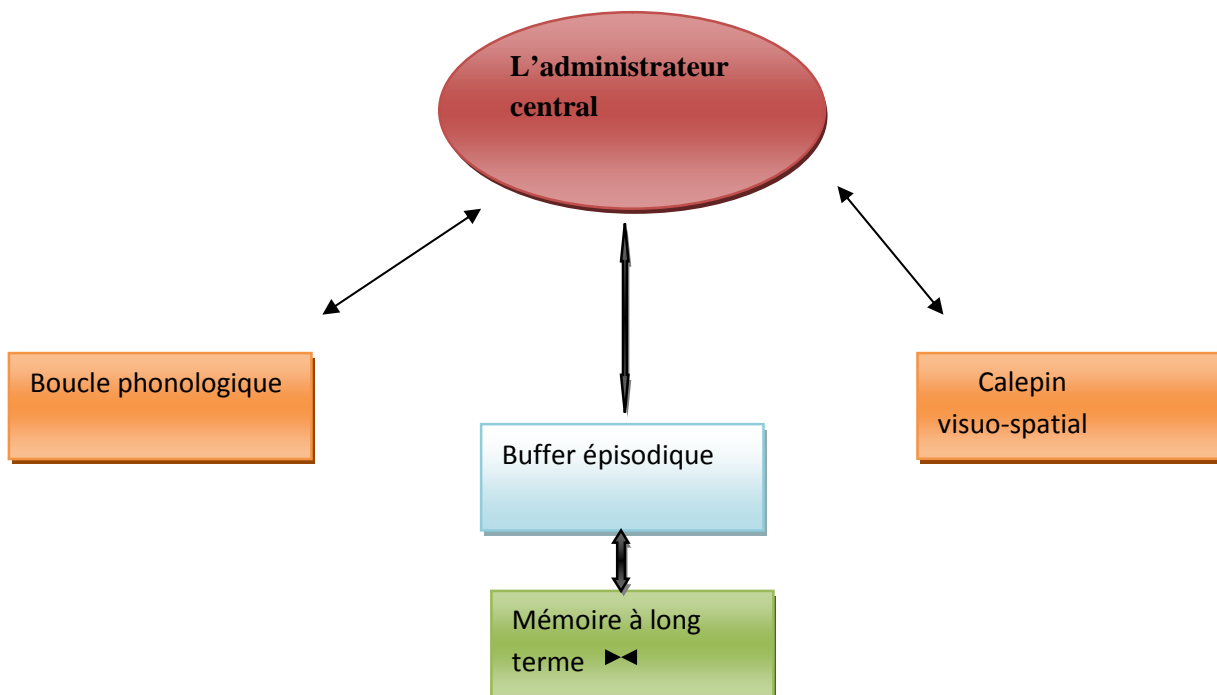 L’administrateur
central
Boucle phonologique
Calepin
visuo-spatial
Buffer épisodique
Mémoire à long
terme